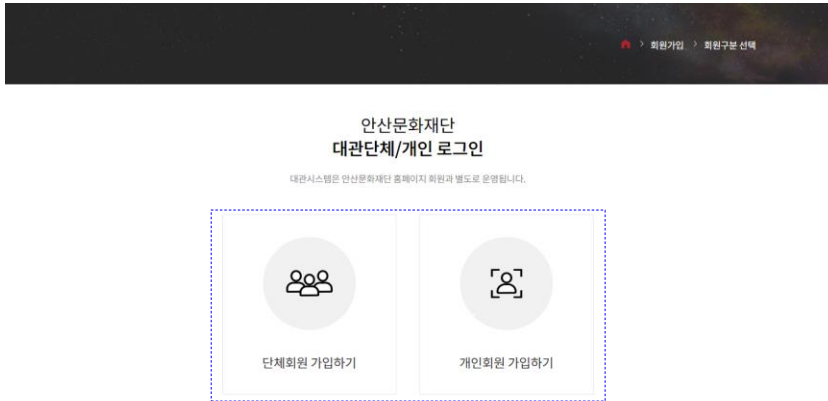 회원가입 > 회원구분 선택
안산문화재단
대관단체/개인 로그인
대관시스템은 안산문화재단 홈페이지 회원과 별도로 운영됩니다.
단체회원 가입하기
개인회원 가입하기